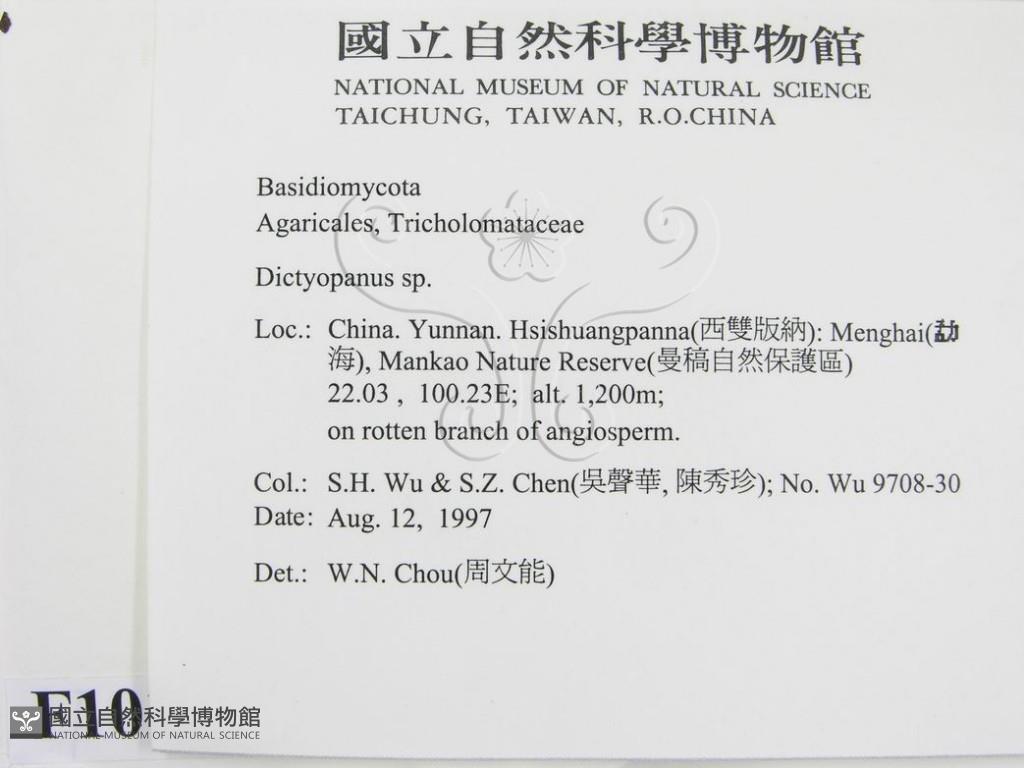 國立自然科學博物館
NATIONAL MUSEUM OF NATURAL SCIENCE
TAICHUNG, TAIWAN, R.O.CHINA
Basidiomycota
Agaricales, Tricholomataceae
Dictyopanus sp.
Loc.: China. Yunnan. Hsishuangpanna(西雙版納): Menghai(勐
海), Mankao Nature Reserve(曼稿自然保護區)
22.03 , 100.23E; alt. 1,200m;
on rotten branch of angiosperm.
Col.: S.H. Wu & S.Z. Chen(吳聲華, 陳秀珍); No. Wu 9708-30
Date: Aug. 12, 1997
Det.: W.N. Chou(周文能)
F10
國立自然科學博物館
NATIONAL MUSEUM OF NATURAL SCIENCE